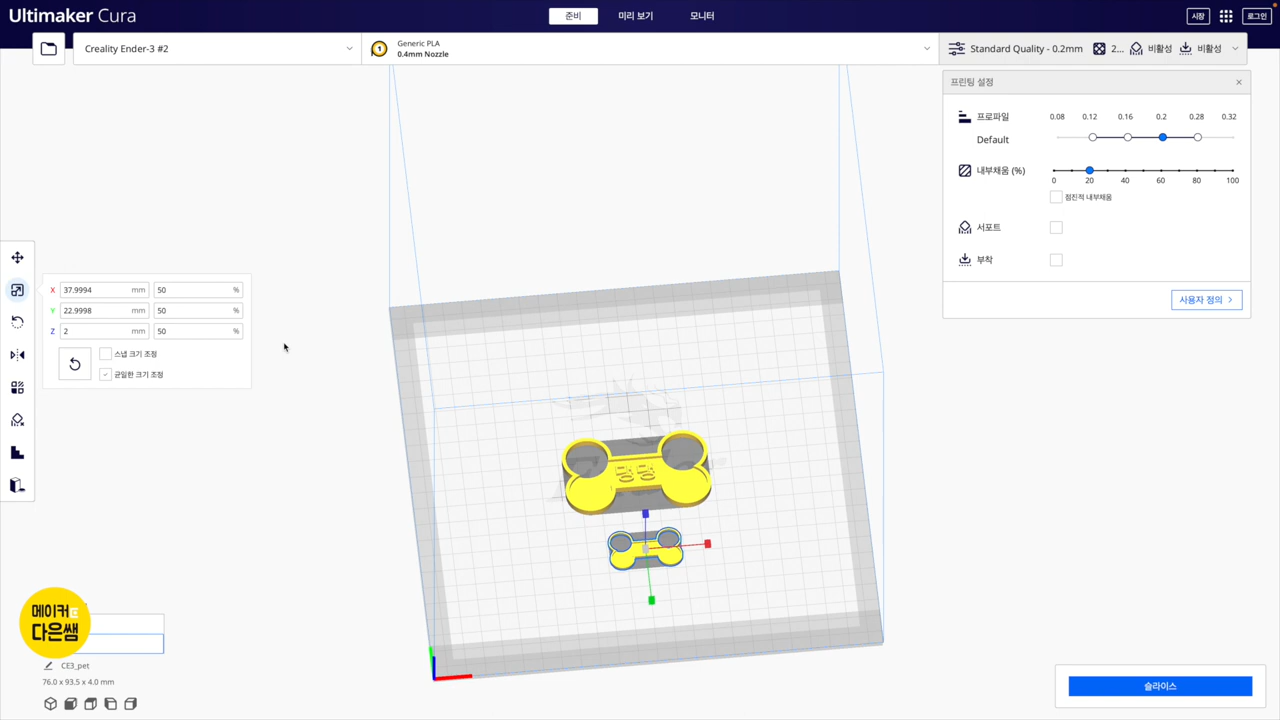 Ultimaker Cura
준비
미리 보기
모니터
시장
로그인
Creality Ender-3 #2
1
Generic PLA
0.4mm Nozzle
Standard Quality - 0.2mm
2...
비활성
비활성
프린팅 설정
프로파일
0.08 0.12 0.16 0.2 0.28 0.32
Default
내부채움 (%)
0 20 40 60 80 100
점진적 내부채움
서포트
부착
사용자 정의
X 37.9994 mm 50 %
Y 22.9998 mm 50 %
Z 2 mm 50 %
스냅 크기 조정
균일한 크기 조정
메이커
다은쌤
CE3_pet
76.0 x 93.5 x 4.0 mm
슬라이스